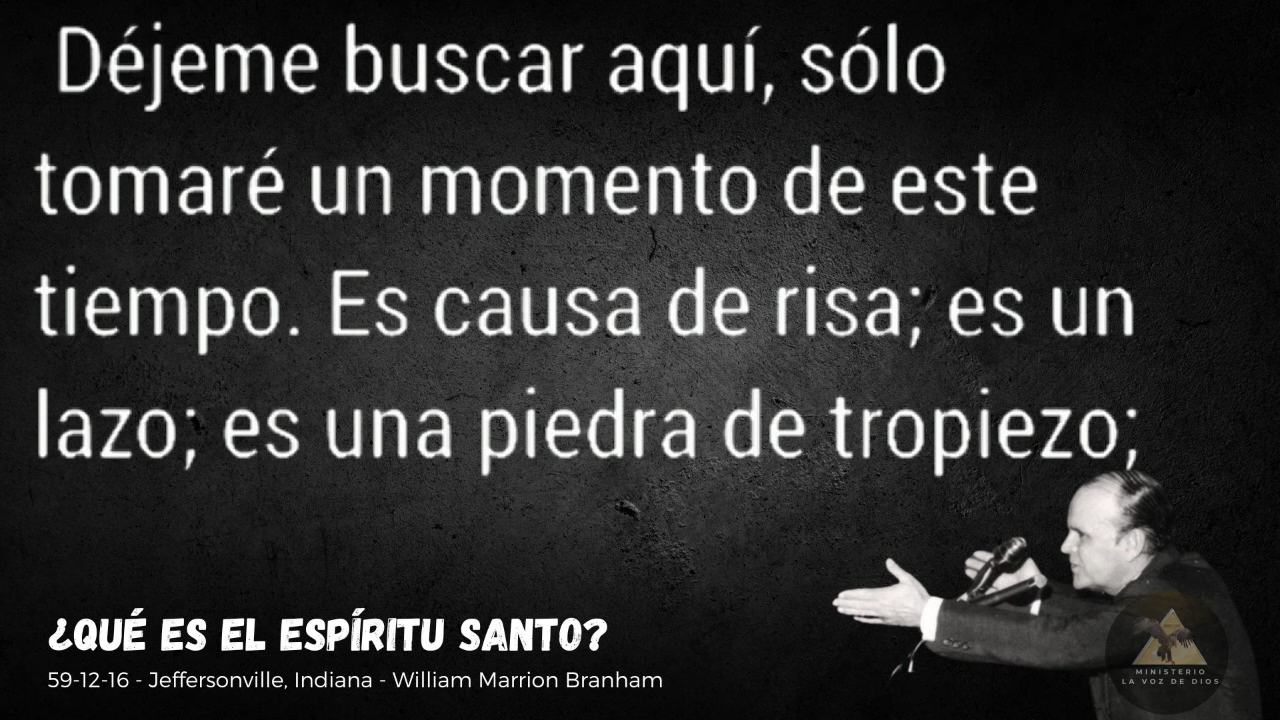 Déjeme buscar aquí, sólo
tomaré un momento de este
tiempo. Es causa de risa; es un
lazo; es una piedra de tropiezo;
¿QUÉ ES EL ESPÍRITU SANTO?
59-12-16 - Jeffersonville, Indiana - William Marrion Branham
MINISTERIO
LA VOZ DE DIOS